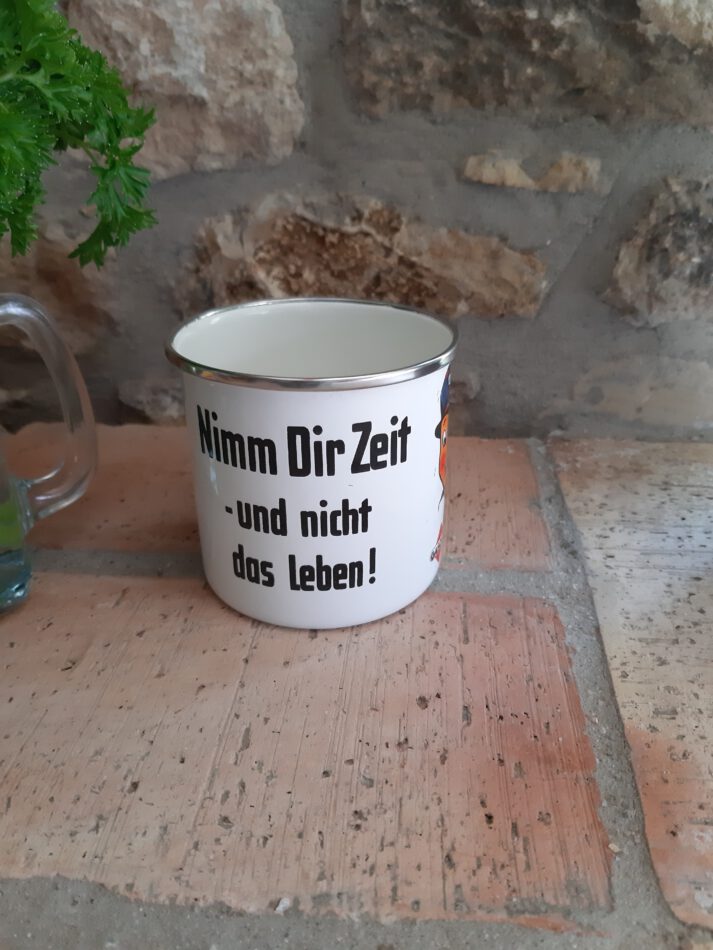 Nimm Dir Zeit
- und nicht
das Leben!